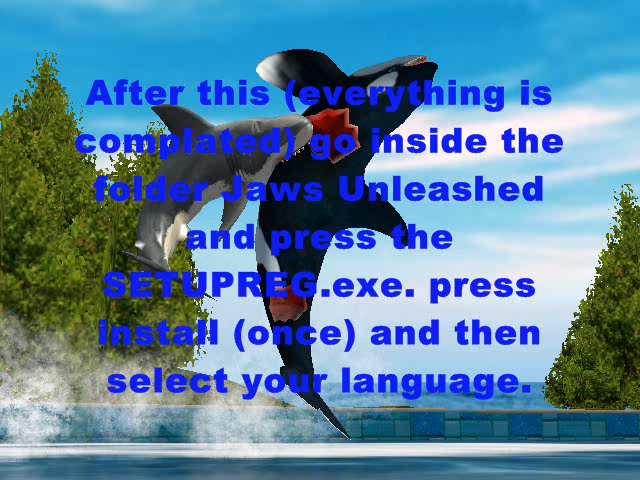 After this (everything is
complated) go inside the
folder Jaws Unleashed
and press the
SETUPREG.exe. press
install (once) and then
select your language.